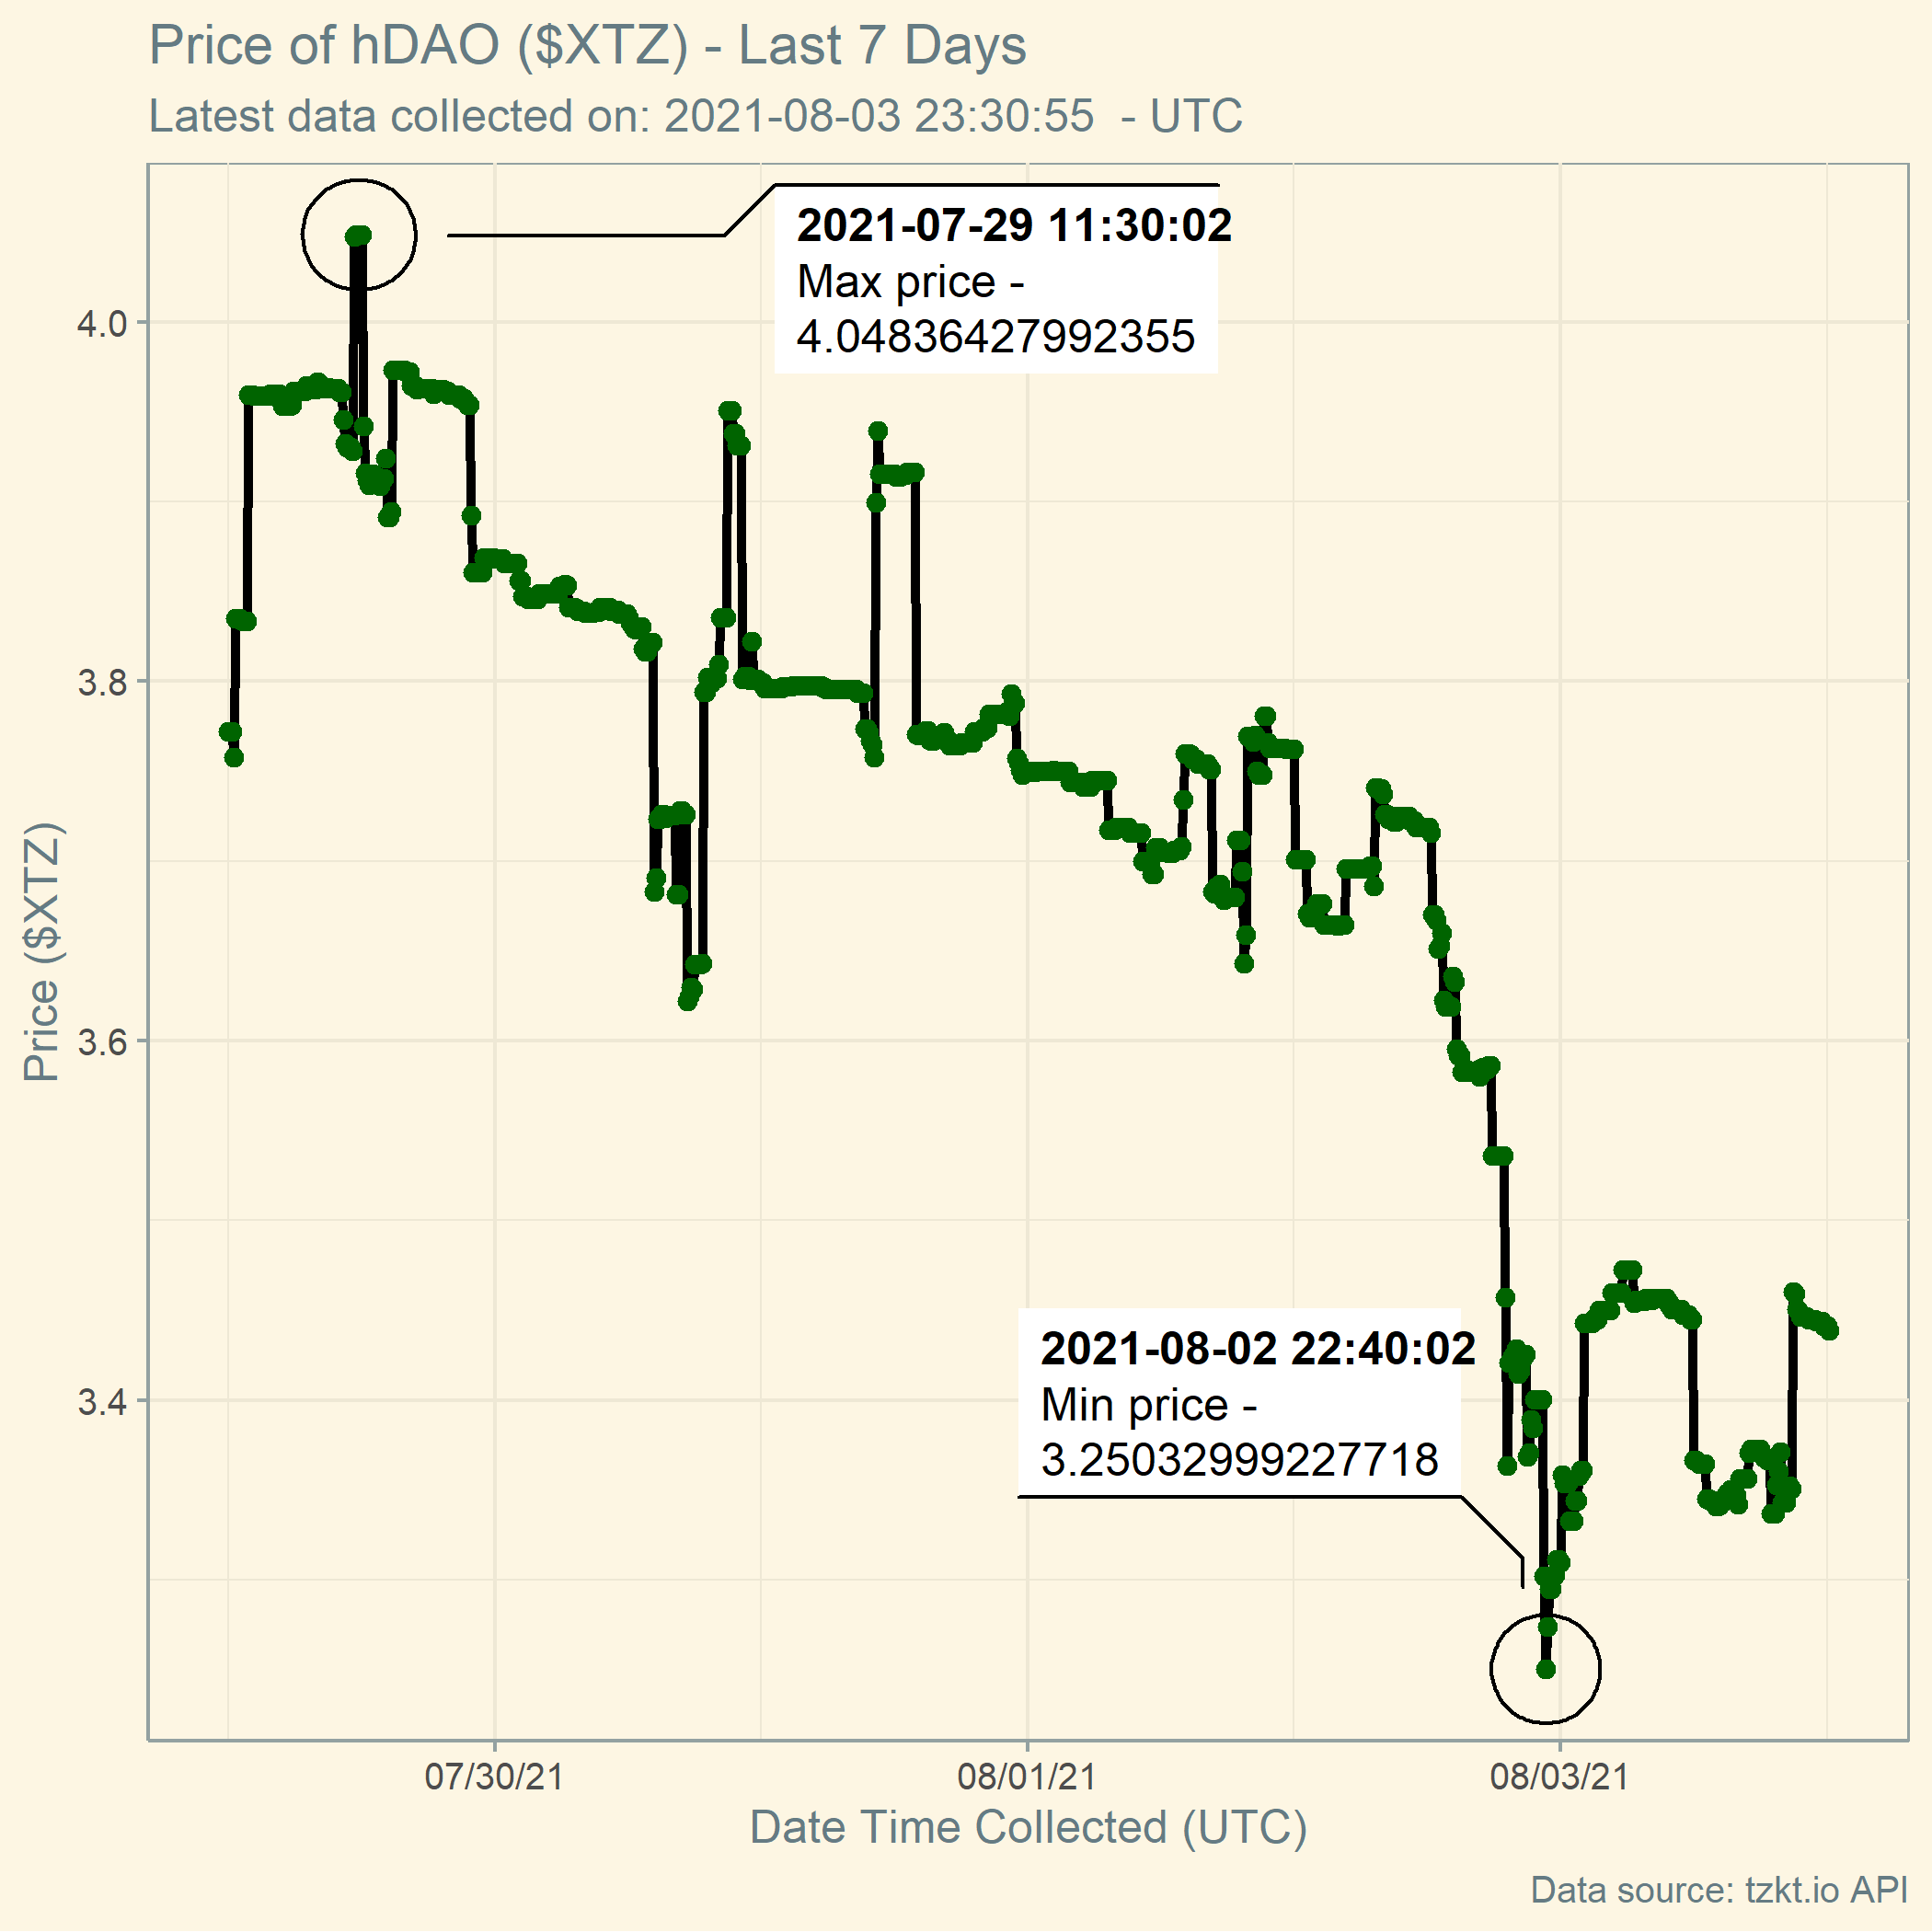 Price of hDAO ($XTZ) - Last 7 Days
Latest data collected on: 2021-08-03 23:30:55  - UTC
2021-07-29 11:30:02
Max price -
4.04836427992355
4.0
3.8
3.6
3.4
Price ($XTZ)
2021-08-02 22:40:02
Min price -
3.25032999227718
07/30/21
08/01/21
08/03/21
Date Time Collected (UTC)
Data source: tzkt.io API